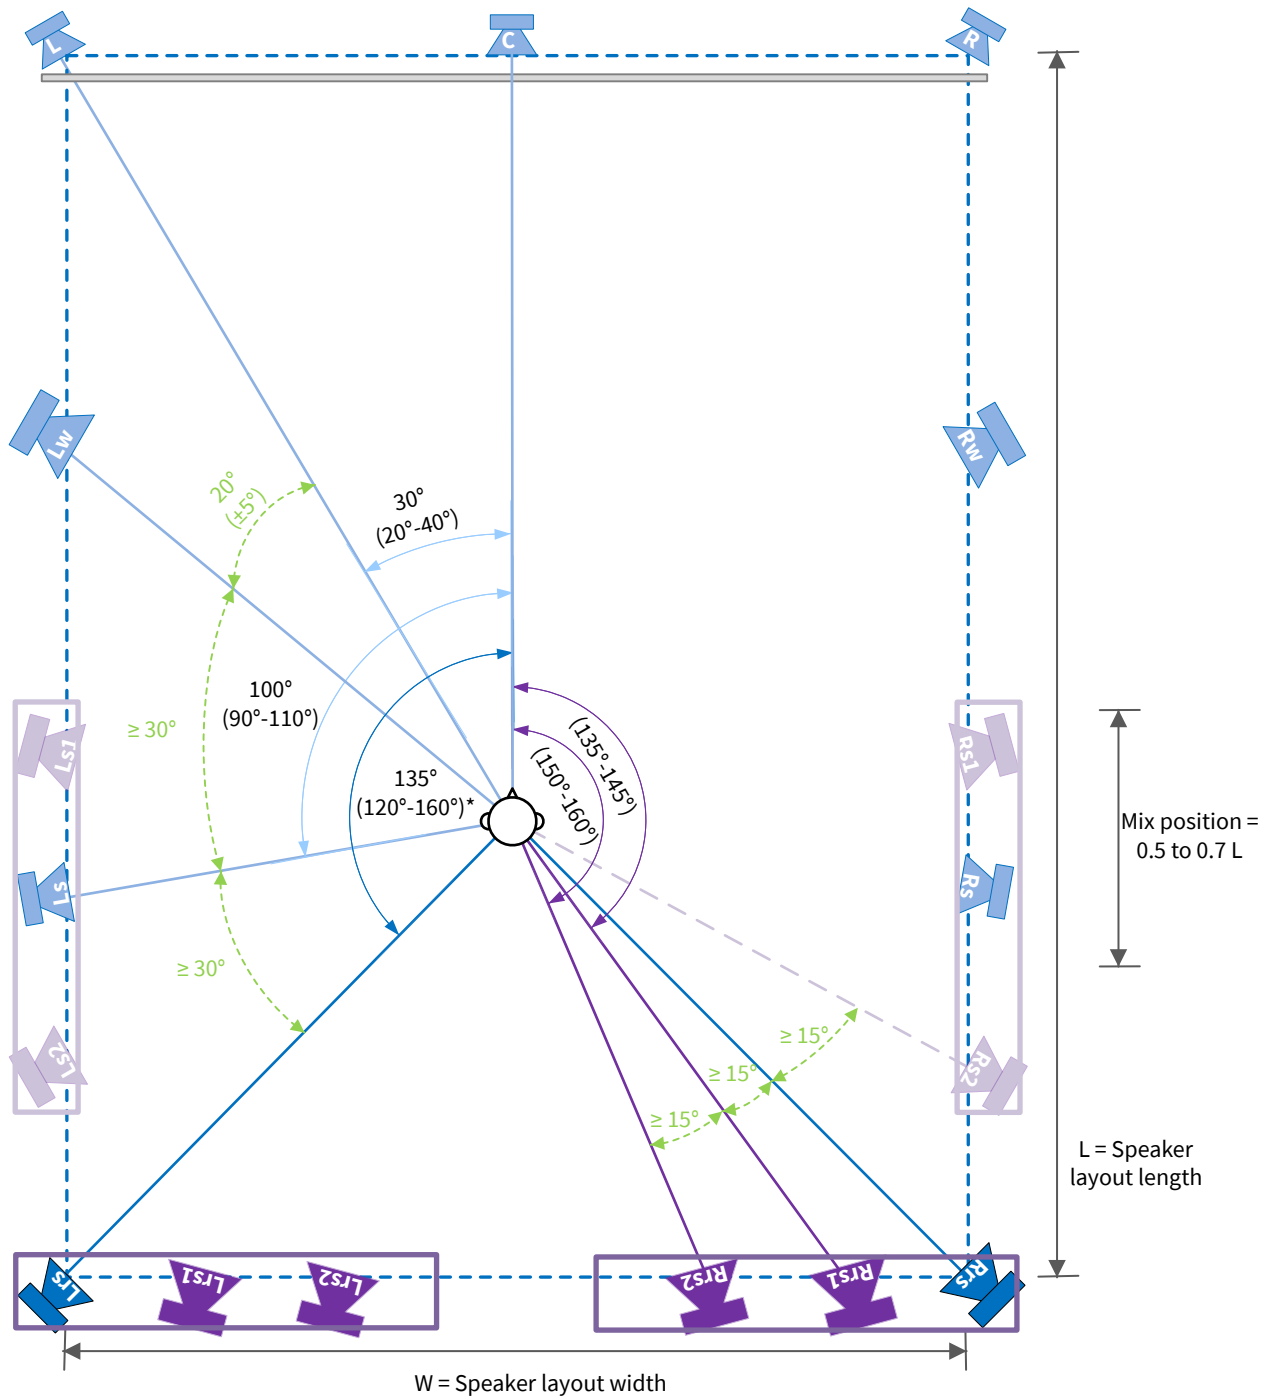 L
C
R
Lw
Rw
20°
(±5°)
30°
(20°-40°)
100°
(90°-110°)
≥ 30°
135°
(120°-160°)*
(135°-145°)
(150°-160°)
Ls1
Rs1
Mix position =
0.5 to 0.7 L
Ls
Rs
≥ 30°
≥ 15°
≥ 15°
≥ 15°
Ls2
Rs2
L = Speaker
layout length
Lrs
Lrs1
Lrs2
Rrs2
Rrs1
Rrs
W = Speaker layout width